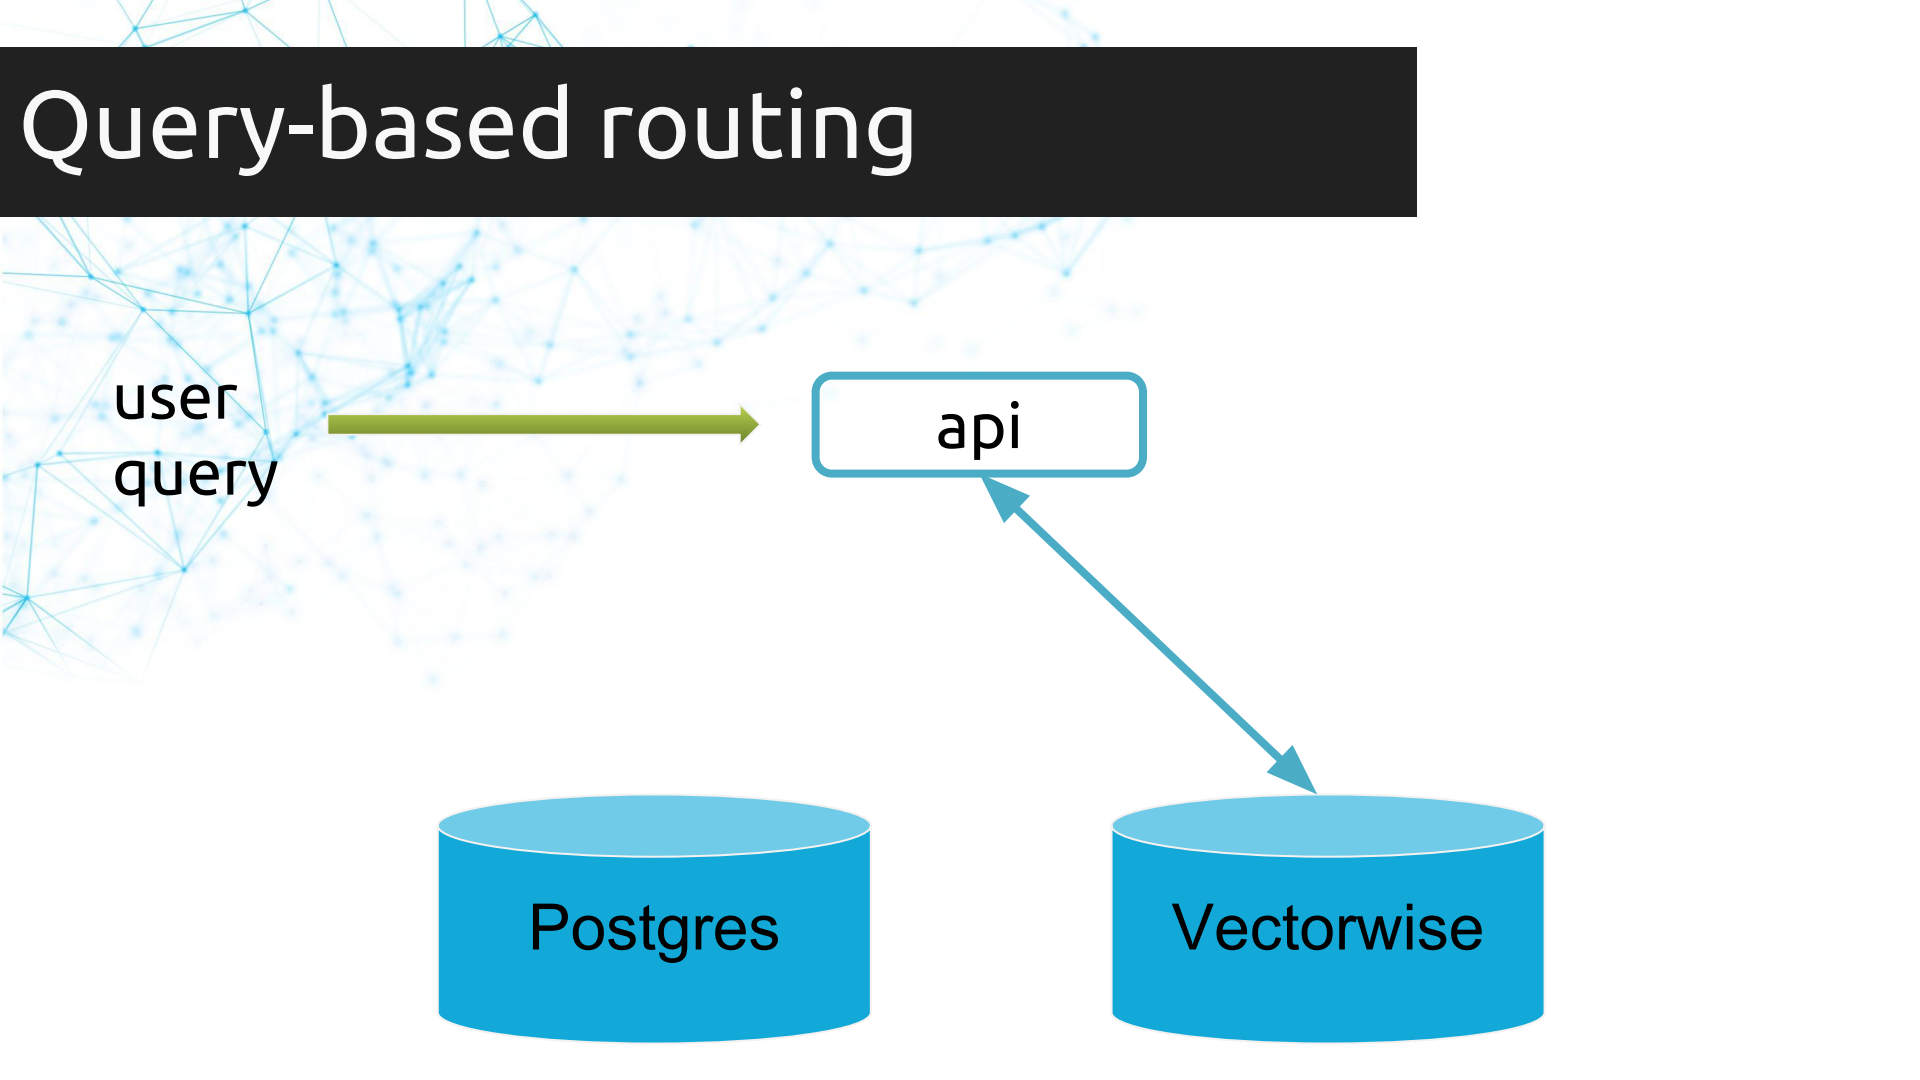 Query-based routing
user
query
api
Postgres
Vectorwise